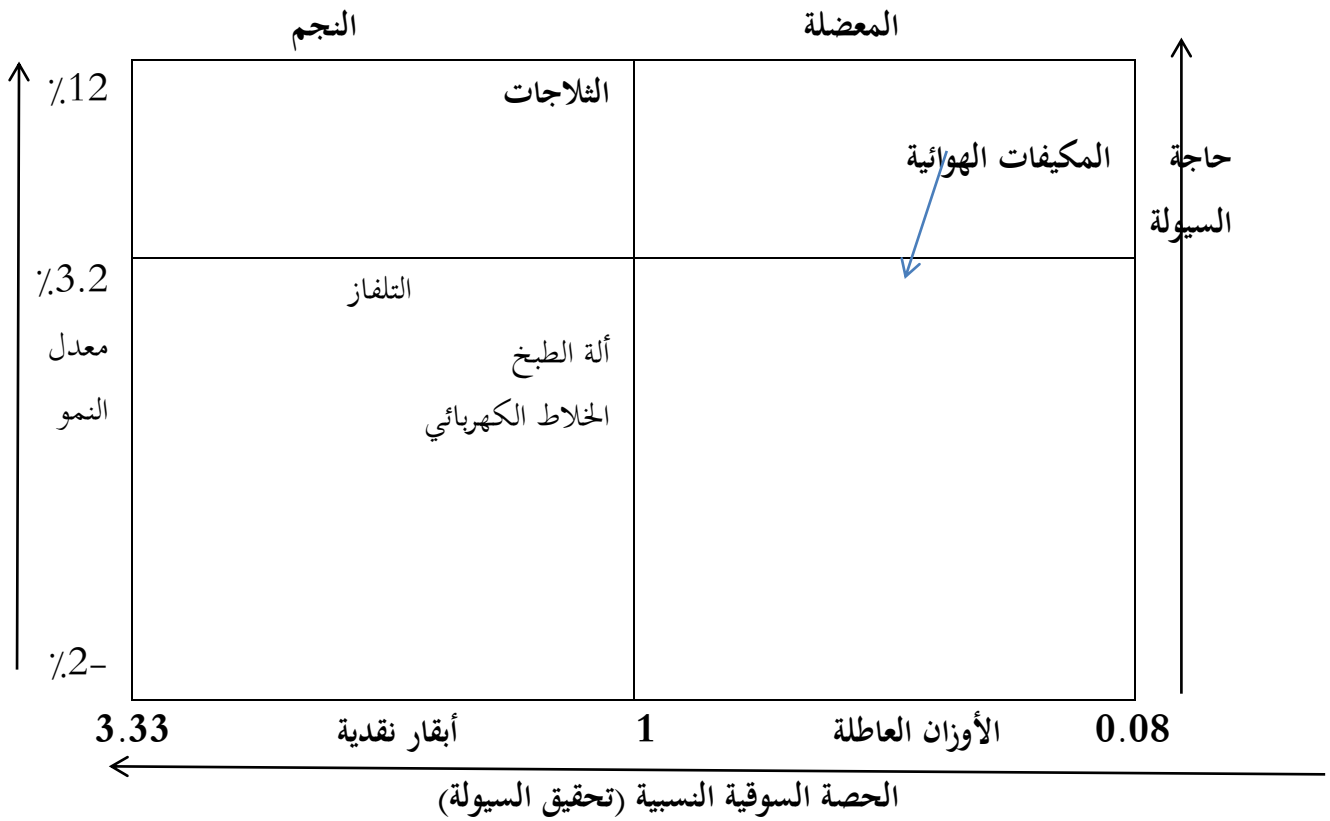 المعضلة
النجم
٪12
الثلاجات
المكيفات الهوائية
حاجة
السيولة
٪3.2
التلفاز
معدل
ألة الطبخ
النمو
الخلاط الكهربائي
٪2-
0.08
الأوزان العاطلة
1
أبقار نقدية
3.33
الحصة السوقية النسبية (تحقيق السيولة)